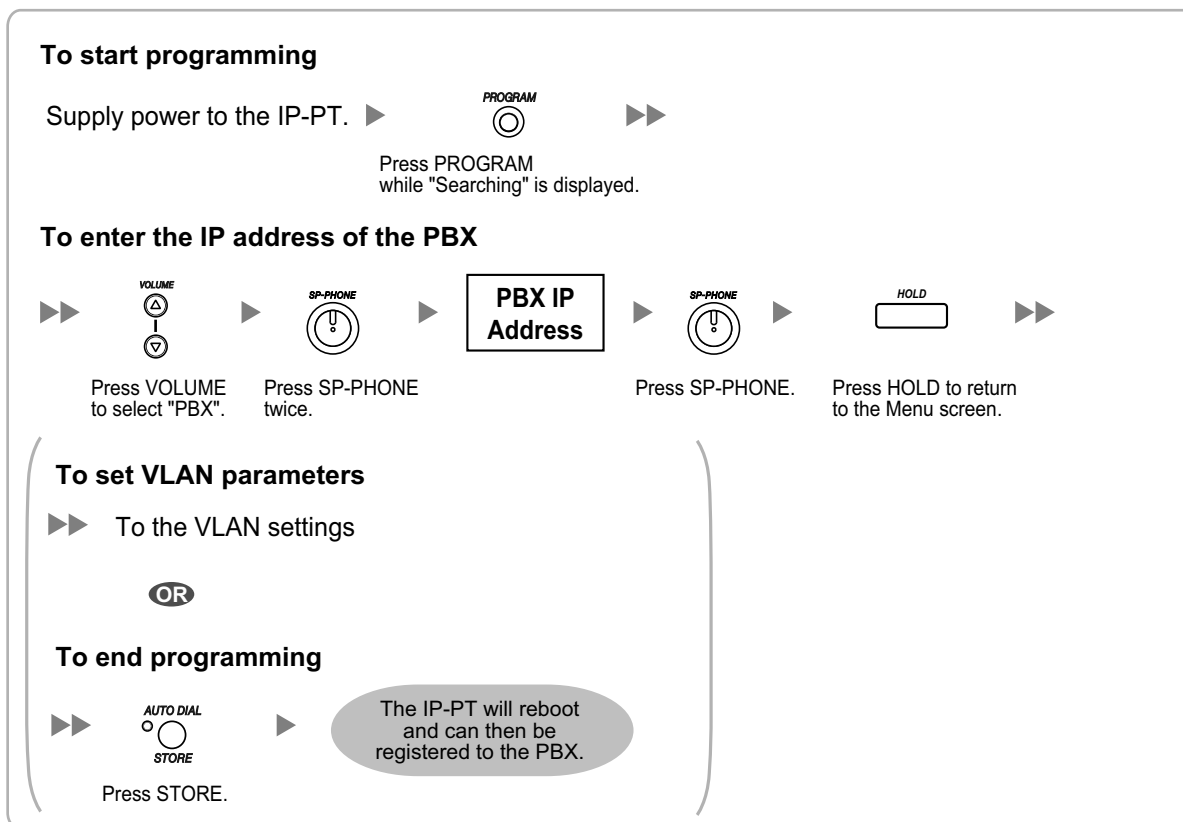 To start programming
Supply power to the IP-PT.
PROGRAM
Press PROGRAM
while "Searching" is displayed.
To enter the IP address of the PBX
VOLUME
Press VOLUME
to select "PBX".
SP-PHONE
Press SP-PHONE
twice.
PBX IP
Address
SP-PHONE
Press SP-PHONE.
HOLD
Press HOLD to return
to the Menu screen.
To set VLAN parameters
To the VLAN settings
OR
To end programming
AUTO DIAL
STORE
Press STORE.
The IP-PT will reboot
and can then be
registered to the PBX.